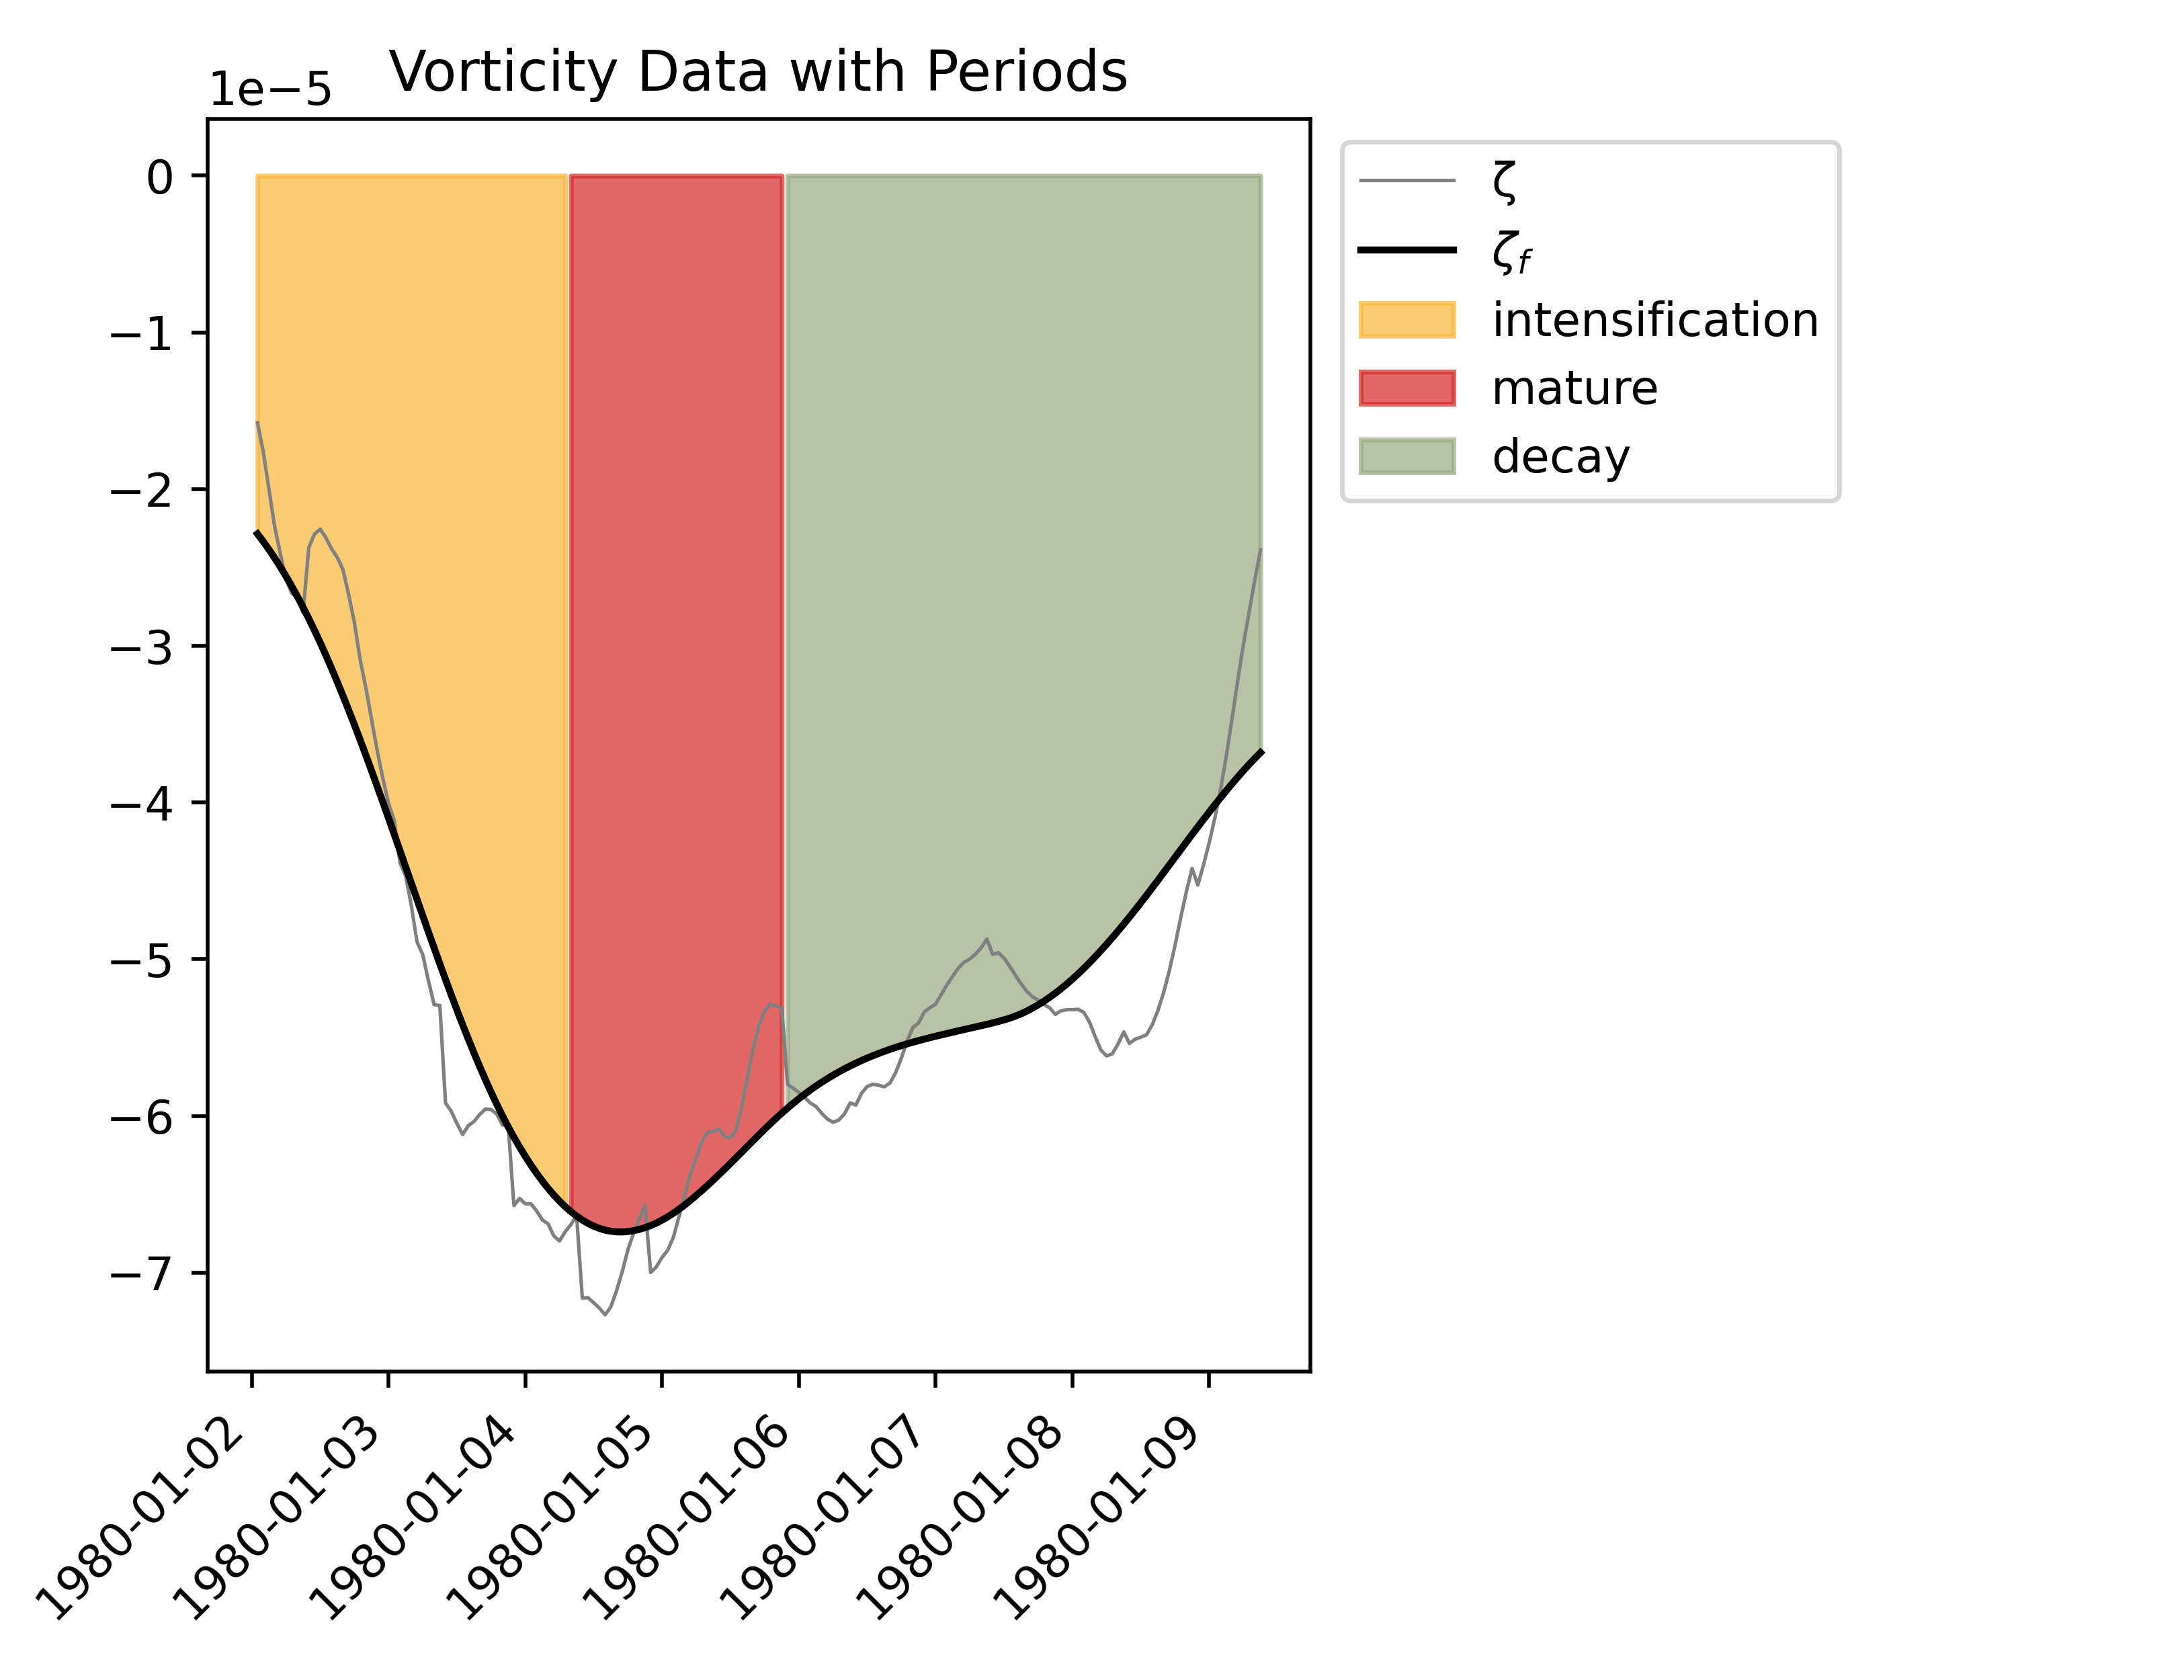 Vorticity Data with Periods
1e−5
0
−1
−2
−3
−4
−5
−6
−7
1980-01-02
1980-01-03
1980-01-04
1980-01-05
1980-01-06
1980-01-07
1980-01-08
1980-01-09
ζ
ζf
intensification
mature
decay